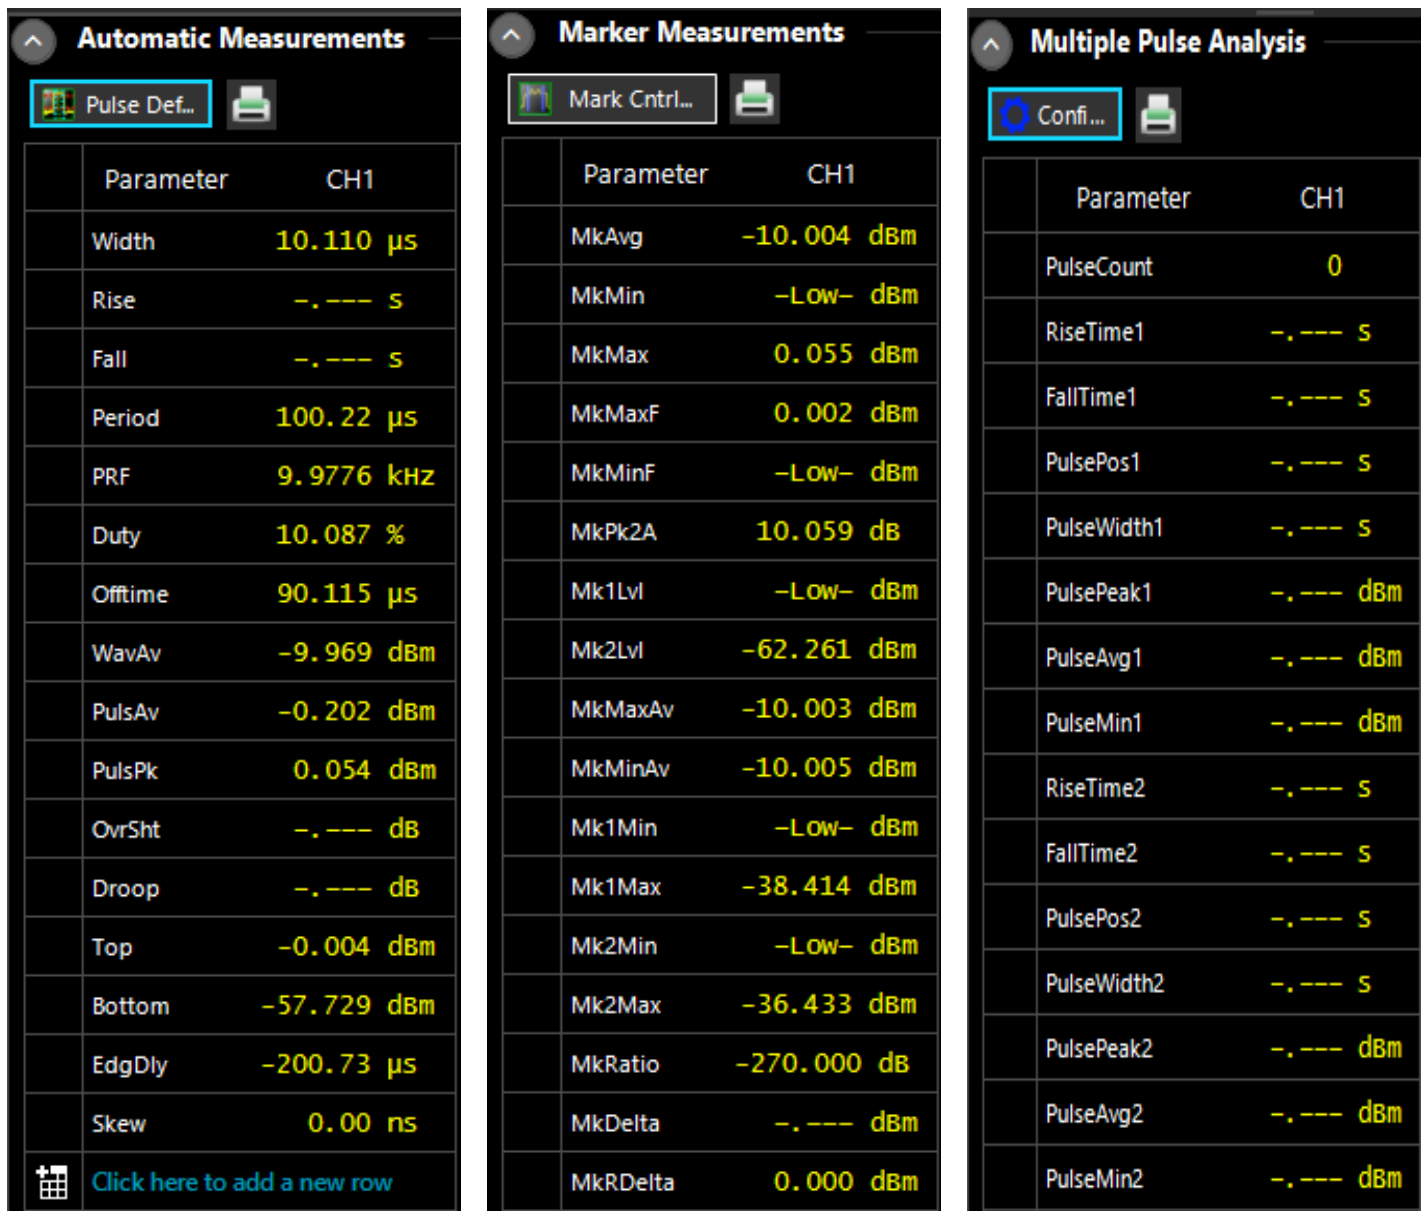 Automatic Measurements
Pulse Def...
Parameter CH1
Width 10.110 µs
Rise -.--- s
Fall -.--- s
Period 100.22 µs
PRF 9.9776 kHz
Duty 10.087 %
Offtime 90.115 µs
WavAv -9.969 dBm
PulsAv -0.202 dBm
PulsPk 0.054 dBm
OvrSht -.--- dB
Droop -.--- dB
Top -0.004 dBm
Bottom -57.729 dBm
EdgDly -200.73 µs
Skew 0.00 ns
Click here to add a new row
Marker Measurements
Mark Cntrl...
Parameter CH1
MkAvg -10.004 dBm
MkMin -Low- dBm
MkMax 0.055 dBm
MkMaxF 0.002 dBm
MkMinF -Low- dBm
MkPk2A 10.059 dB
Mk1Lvl -Low- dBm
Mk2Lvl -62.261 dBm
MkMaxAv -10.003 dBm
MkMinAv -10.005 dBm
Mk1Min -Low- dBm
Mk1Max -38.414 dBm
Mk2Min -Low- dBm
Mk2Max -36.433 dBm
MkRatio -270.000 dB
MkDelta -.--- dBm
MkRDelta 0.000 dBm
Multiple Pulse Analysis
Confi...
Parameter CH1
PulseCount 0
RiseTime1 -.--- s
FallTime1 -.--- s
PulsePos1 -.--- s
PulseWidth1 -.--- s
PulsePeak1 -.--- dBm
PulseAvg1 -.--- dBm
PulseMin1 -.--- dBm
RiseTime2 -.--- s
FallTime2 -.--- s
PulsePos2 -.--- s
PulseWidth2 -.--- s
PulsePeak2 -.--- dBm
PulseAvg2 -.--- dBm
PulseMin2 -.--- dBm